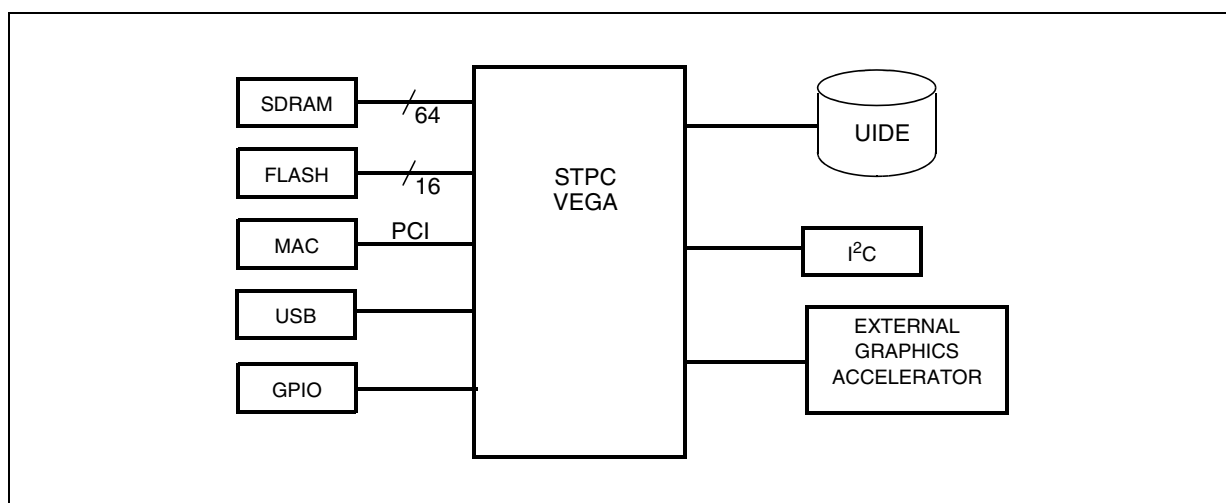 SDRAM
64
FLASH
16
MAC
PCI
USB
GPIO
STPC
VEGA
UIDE
I²C
EXTERNAL
GRAPHICS
ACCELERATOR